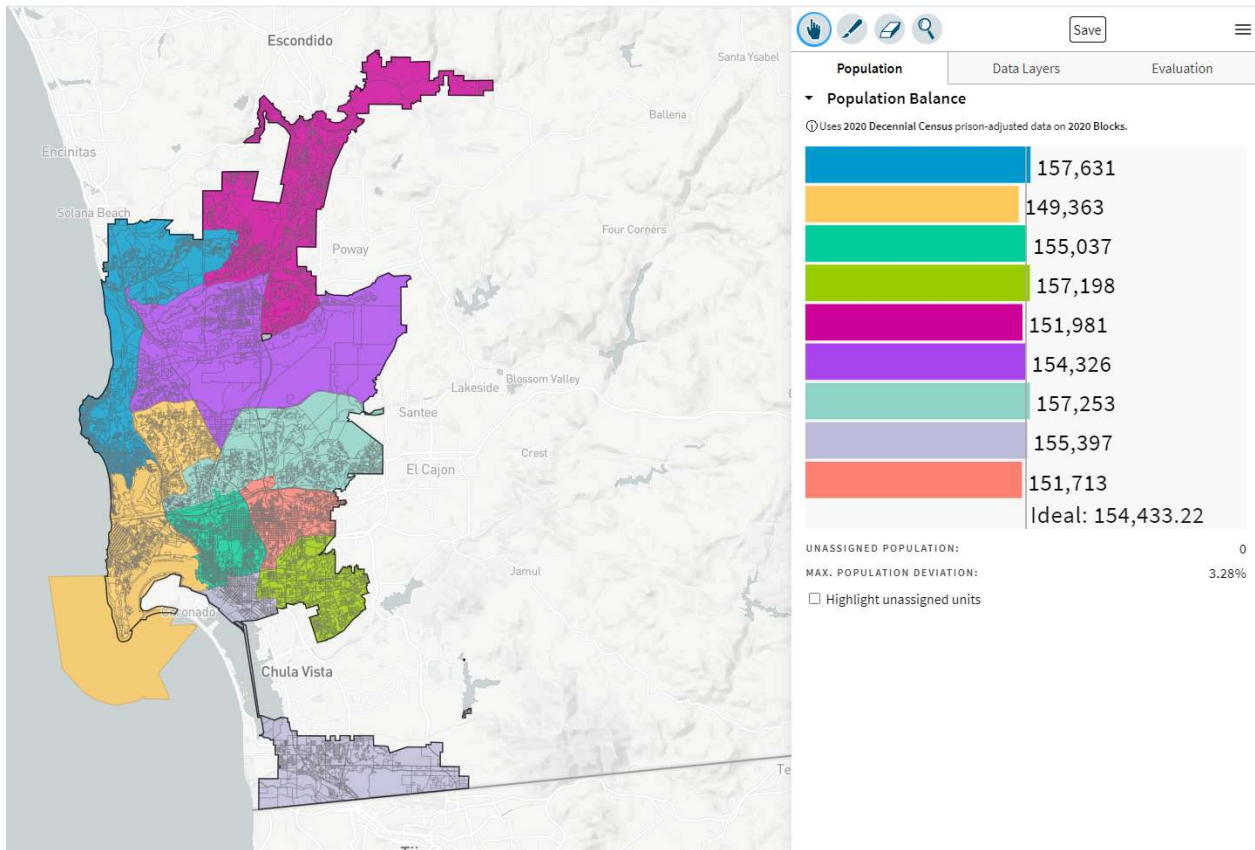 Escondido
Santa Ysabel
Ballena
Encinitas
Solana Beach
Four Corners
Poway
Lakeside
Blossom Valley
Santee
Crest
El Cajon
Jamul
Coronado
Chula Vista
Save
Population
Data Layers
Evaluation
Population Balance
Uses 2020 Decennial Census prison-adjusted data on 2020 Blocks.
157,631
149,363
155,037
157,198
151,981
154,326
157,253
155,397
151,713
Ideal: 154,433.22
UNASSIGNED POPULATION: 0
MAX. POPULATION DEVIATION: 3.28%
Highlight unassigned units